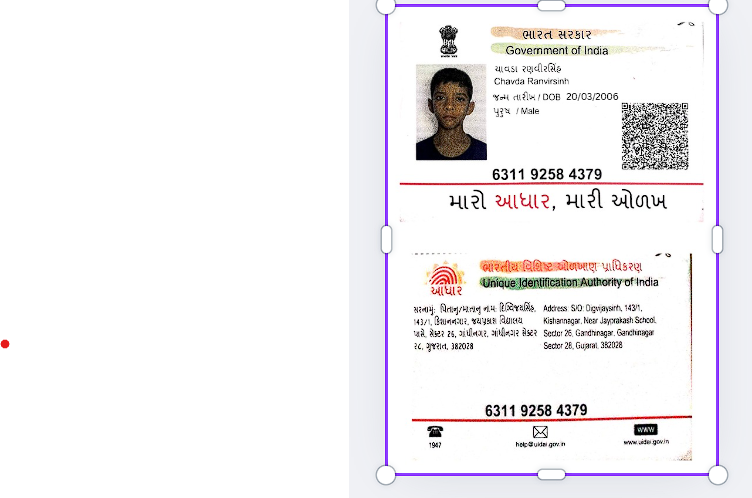 ભારત સરકાર
Government of India
ચાવડા રણવીરસિંહ
Chavda Ranvirsinh
જન્મ તારીખ / DOB 20/03/2006
પુરુષ / Male
6311 9258 4379
મારો આધાર, મારી ઓળખ
ભારતીય વિશિષ્ટ ઓળખાણ પ્રાધિકરણ
Unique Identification Authority of India
આધાર
સરનામું: પિતાનું/માતાનું નામ: દિગ્વિજયસિંહ,
143/1, કિશાનનગર, જયપ્રકાશ વિદ્યાલય
પાસે, સેક્ટર 26, ગાંધીનગર, ગાંધીનગર સેક્ટર
૨૮, ગુજરાત, 382028
Address: S/O: Digvijaysinh, 143/1,
Kishannagar, Near Jayprakash School,
Sector 26, Gandhinagar, Gandhinagar
Sector 28, Gujarat, 382028
6311 9258 4379
1947
help@uidai.gov.in
WWW
www.uidai.gov.in